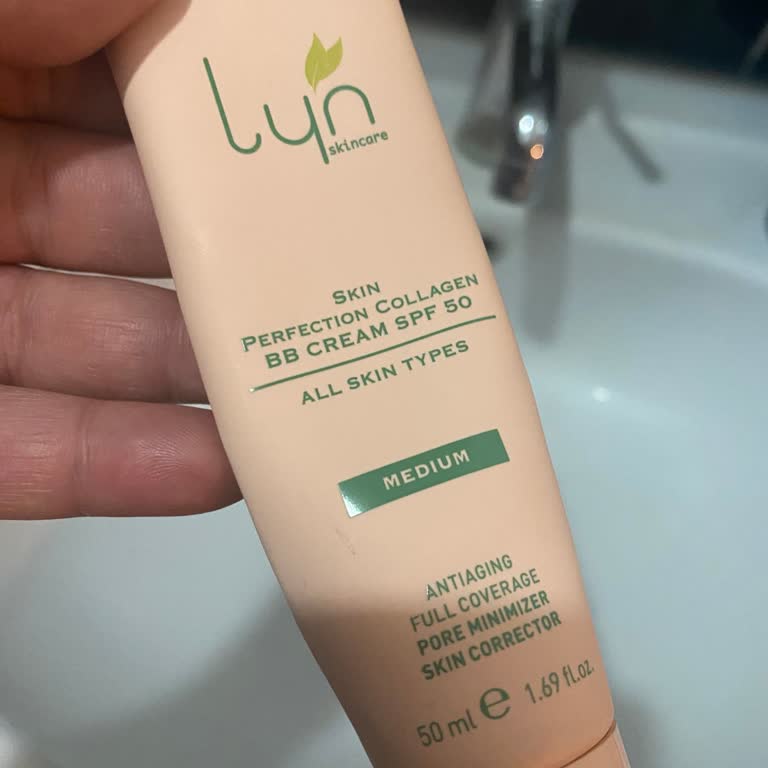 lyn
skincare
SKIN
PERFECTION COLLAGEN
BB CREAM SPF 50
ALL SKIN TYPES
MEDIUM
ANTIAGING
FULL COVERAGE
PORE MINIMIZER
SKIN CORRECTOR
50 ml e 1.69 fl.oz.